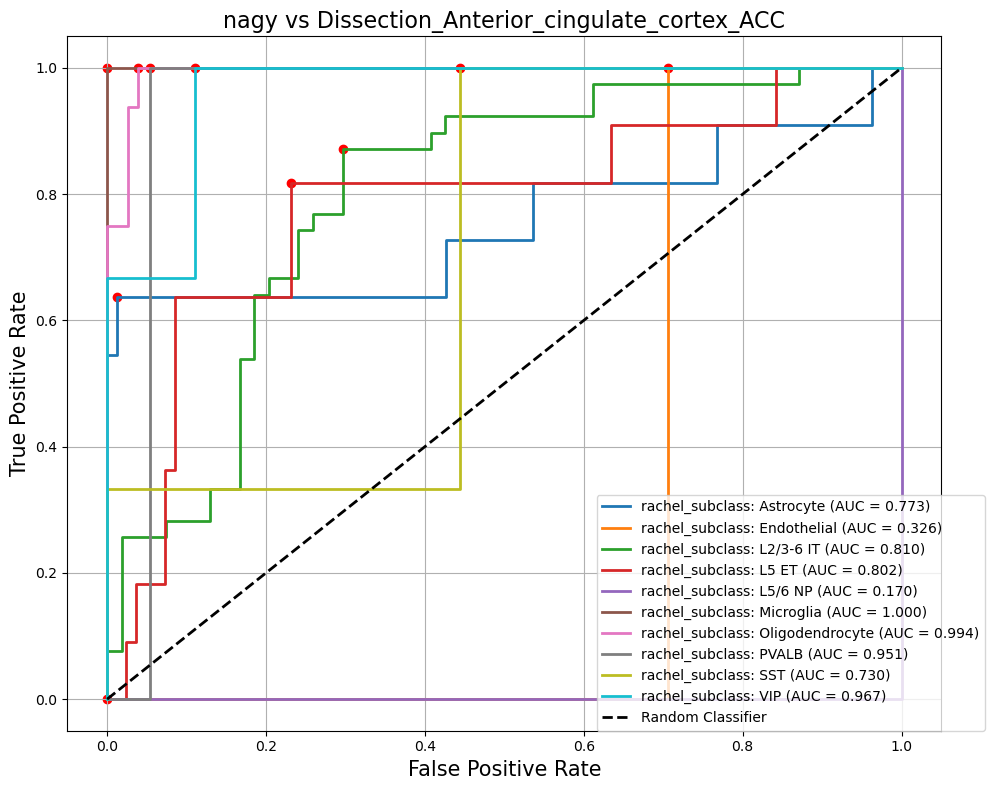 nagy vs Dissection_Anterior_cingulate_cortex_ACC
1.0
0.8
0.6
0.4
0.2
0.0
True Positive Rate
rachel_subclass: Astrocyte (AUC = 0.773)
rachel_subclass: Endothelial (AUC = 0.326)
rachel_subclass: L2/3-6 IT (AUC = 0.810)
rachel_subclass: L5 ET (AUC = 0.802)
rachel_subclass: L5/6 NP (AUC = 0.170)
rachel_subclass: Microglia (AUC = 1.000)
rachel_subclass: Oligodendrocyte (AUC = 0.994)
rachel_subclass: PVALB (AUC = 0.951)
rachel_subclass: SST (AUC = 0.730)
rachel_subclass: VIP (AUC = 0.967)
Random Classifier
0.0 0.2 0.4 0.6 0.8 1.0
False Positive Rate